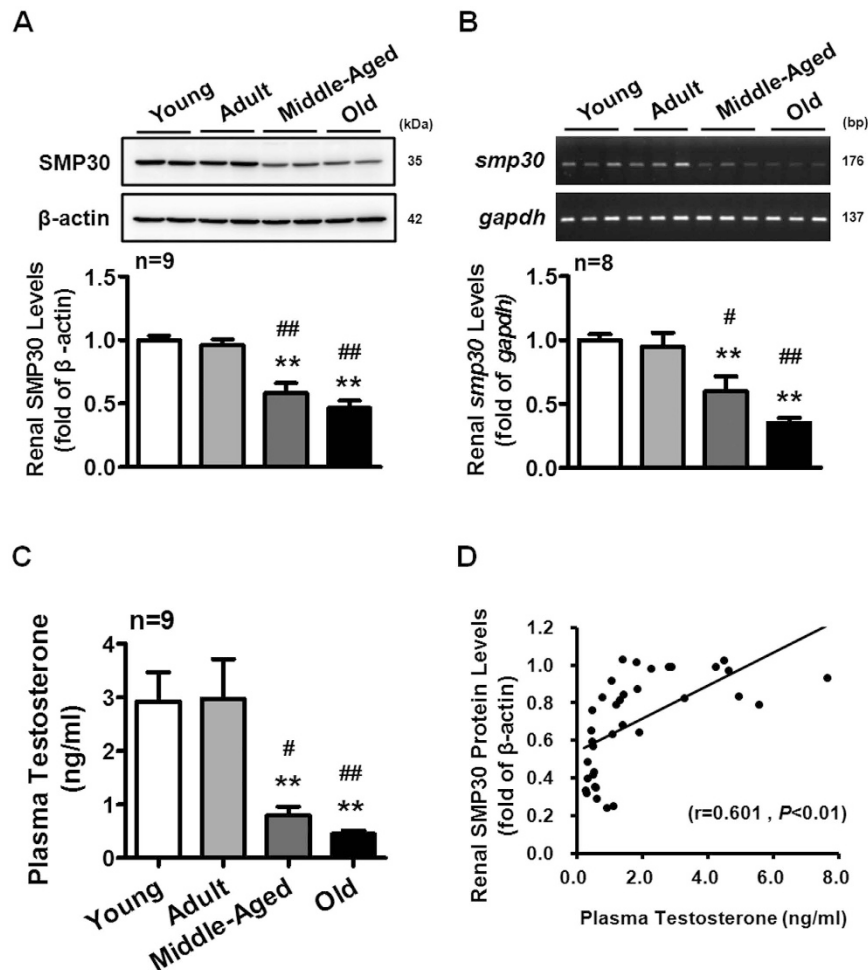 A
Young Adult Middle-Aged Old
(kDa)
SMP30 35
β-actin 42
n=9
Renal SMP30 Levels
(fold of β -actin)
1.5
1.0
0.5
0.0
##
**
##
**
B
Young Adult Middle-Aged Old
(bp)
smp30 176
gapdh 137
n=8
Renal smp30 Levels
(fold of gapdh)
1.5
1.0
0.5
0.0
#
**
##
**
C
n=9
Plasma Testosterone
(ng/ml)
4
3
2
1
0
#
**
##
**
Young Adult Middle-Aged Old
D
Renal SMP30 Protein Levels
(fold of β-actin)
1.2
1.0
0.8
0.6
0.4
0.2
0.0
(r=0.601 , P<0.01)
0.0 2.0 4.0 6.0 8.0
Plasma Testosterone (ng/ml)